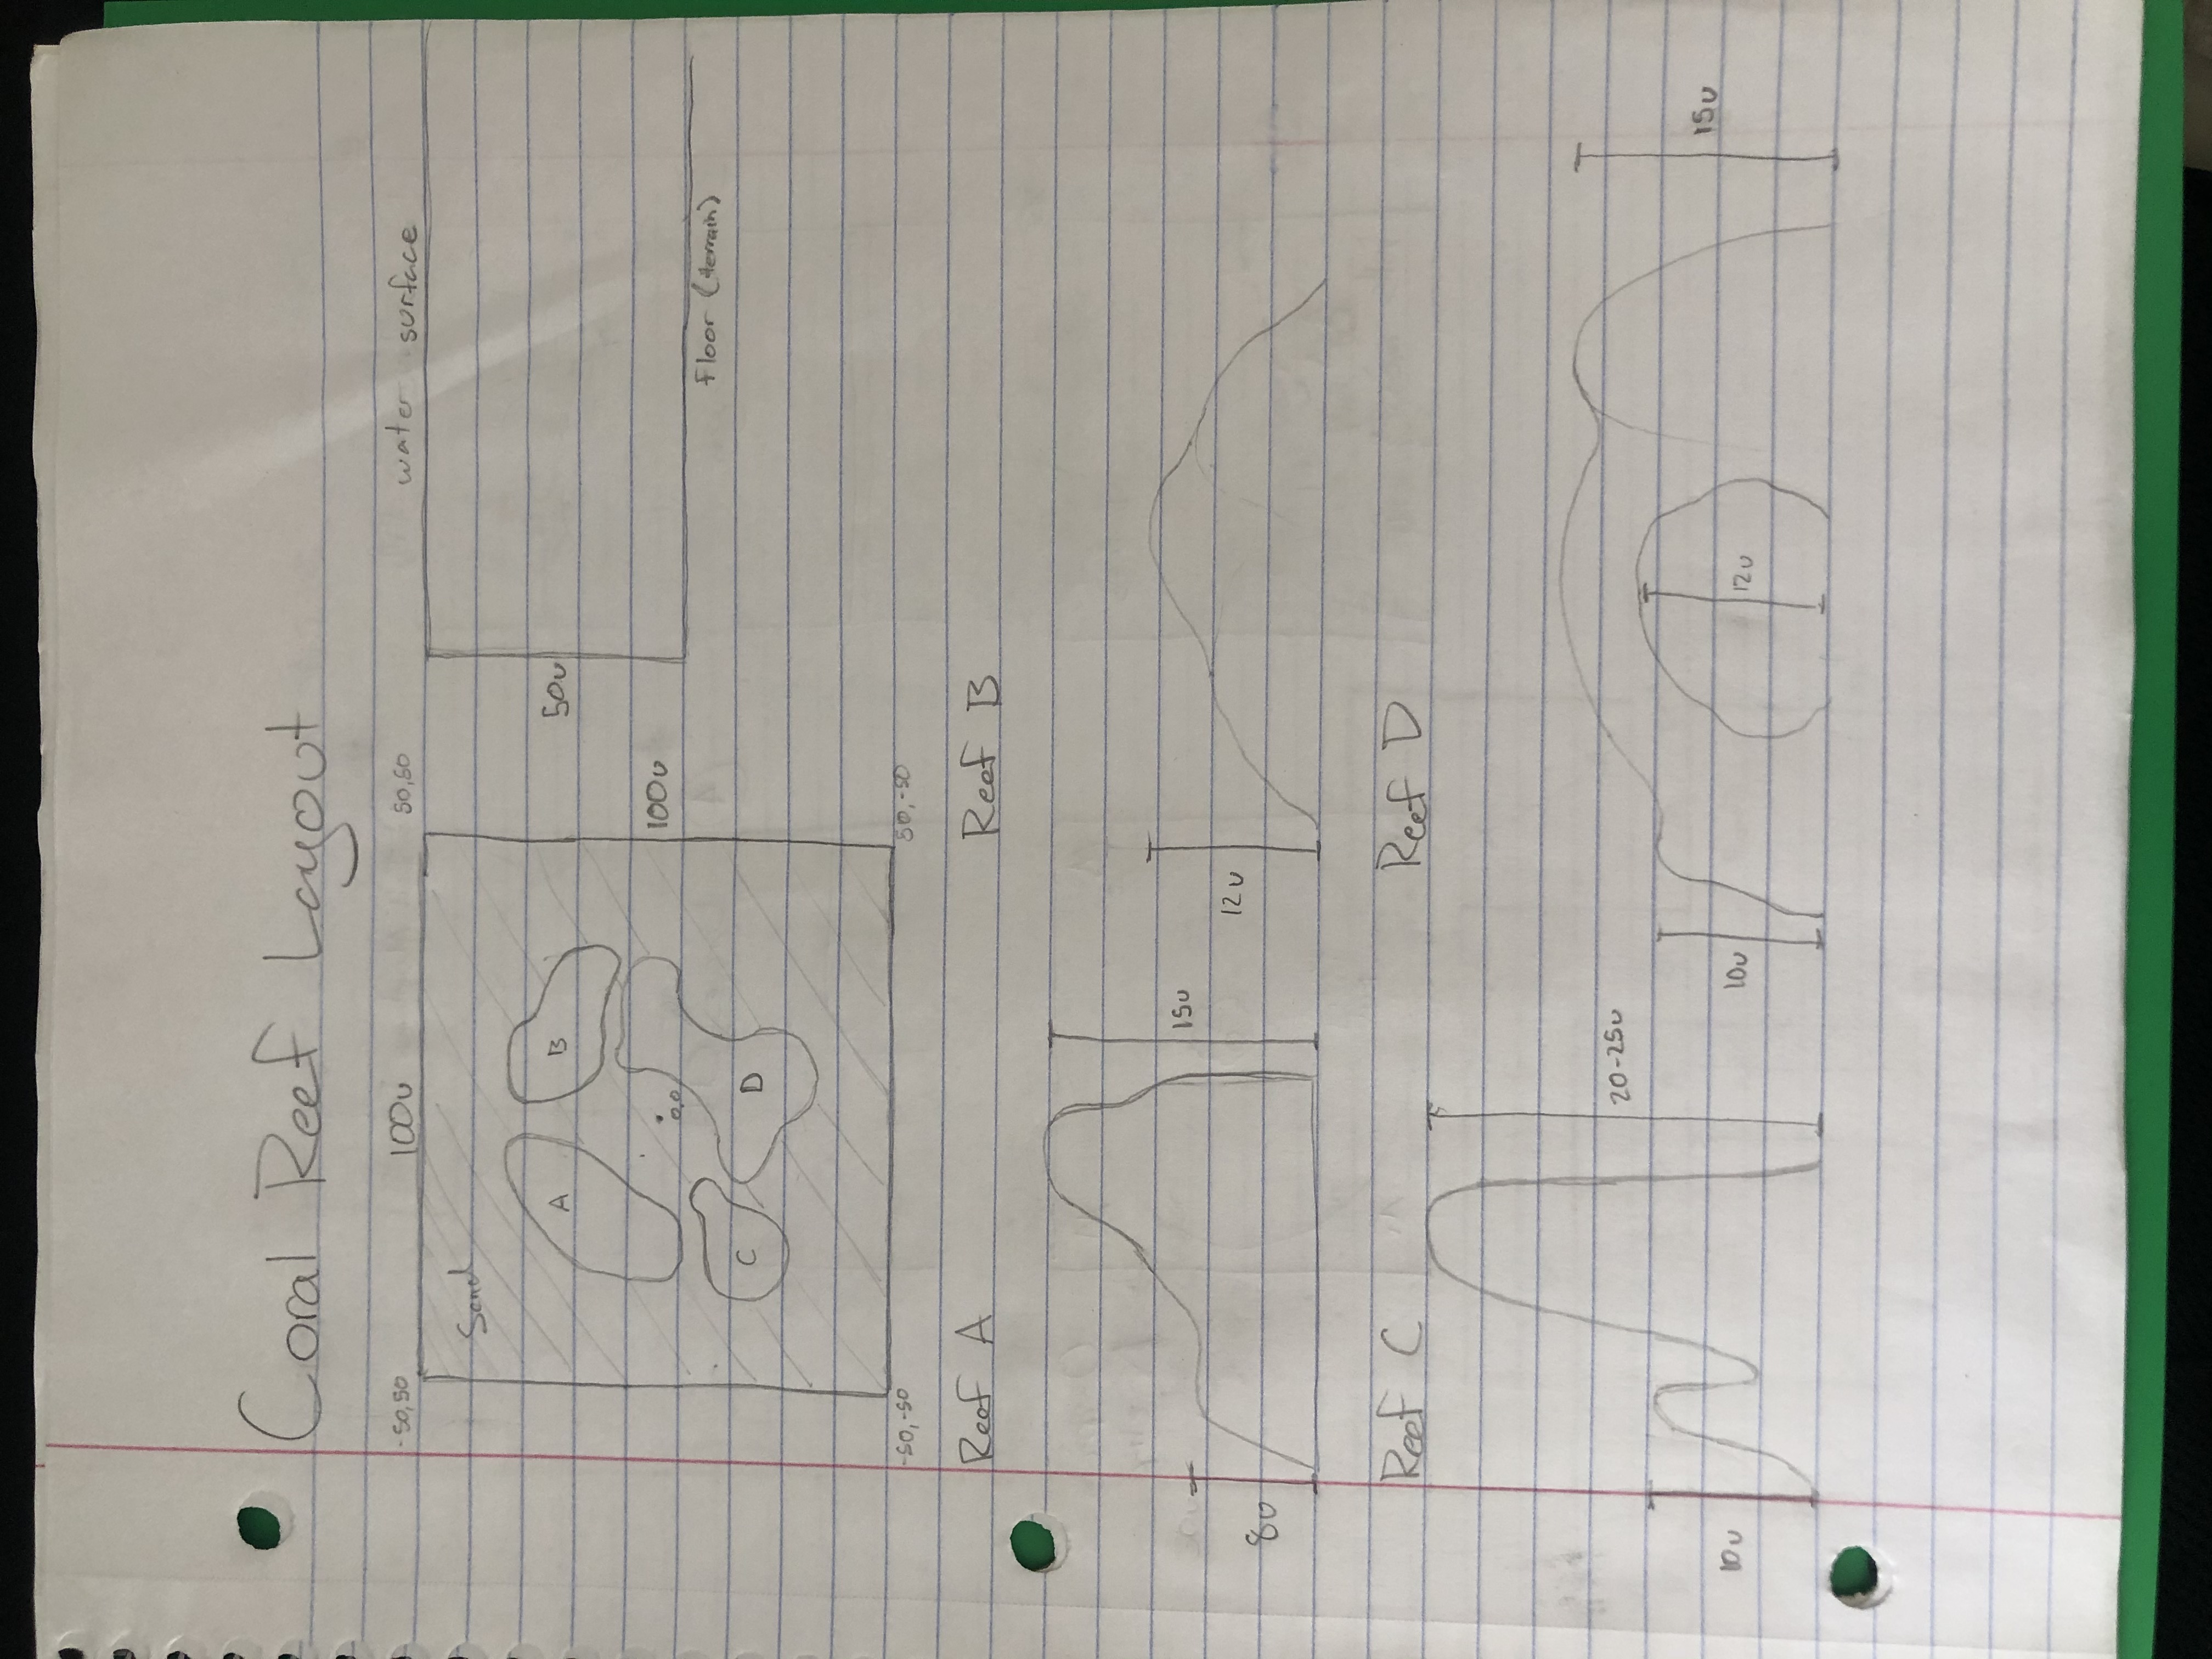 Coral Reef Layout
-50,50 100u 50,50
water surface
Sand
A B
50u
0,0
100u
floor (terrain)
C D
-50,-50 50,-50
Reef A
Reef B
15u
12u
8u
Reef C
Reef D
20-25u
10u
10u
12u
15u